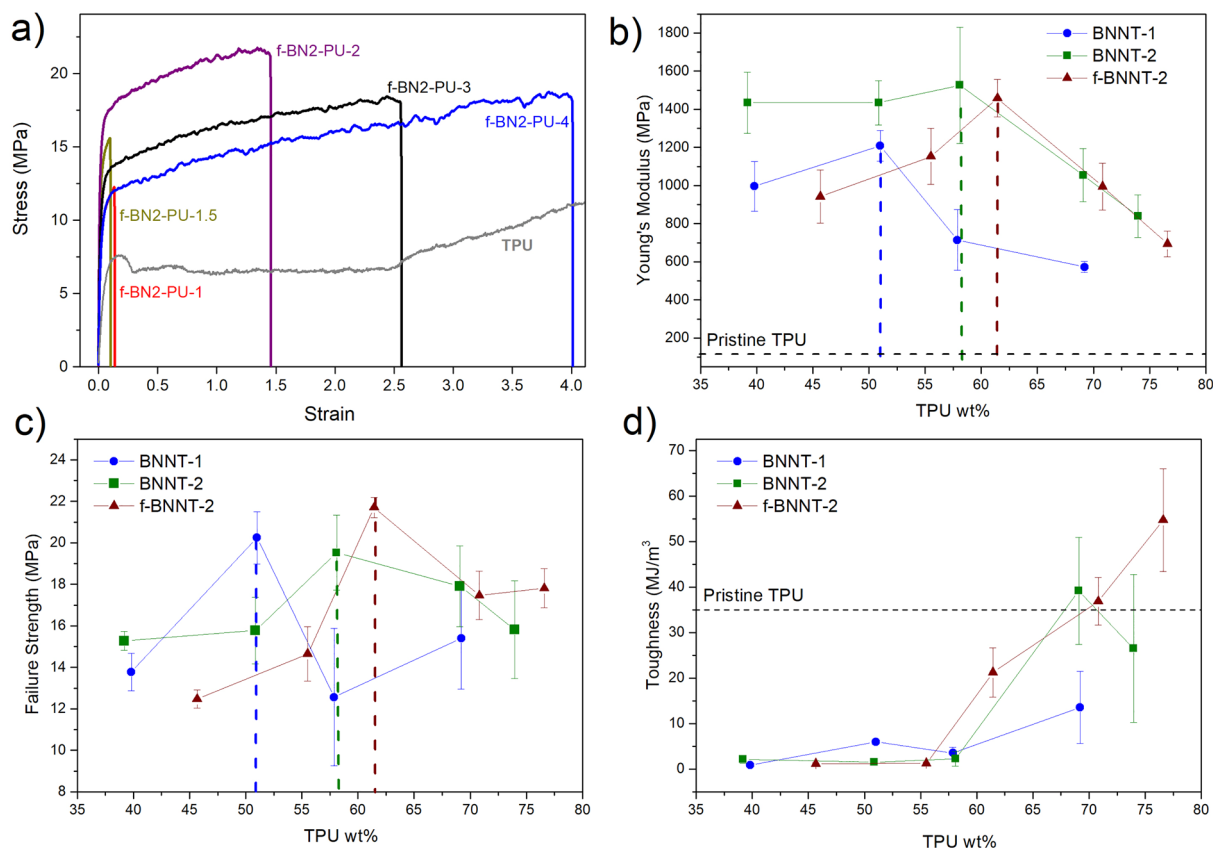 a)
f-BN2-PU-2
f-BN2-PU-3
f-BN2-PU-4
f-BN2-PU-1.5
TPU
f-BN2-PU-1
Stress (MPa)
20
15
10
5
0
0.0 0.5 1.0 1.5 2.0 2.5 3.0 3.5 4.0
Strain
b)
BNNT-1
BNNT-2
f-BNNT-2
Young's Modulus (MPa)
1800
1600
1400
1200
1000
800
600
400
200
Pristine TPU
35 40 45 50 55 60 65 70 75 80
TPU wt%
c)
BNNT-1
BNNT-2
f-BNNT-2
Failure Strength (MPa)
24
22
20
18
16
14
12
10
8
35 40 45 50 55 60 65 70 75 80
TPU wt%
d)
BNNT-1
BNNT-2
f-BNNT-2
Toughness (MJ/m³
70
60
50
40
30
20
10
0
Pristine TPU
35 40 45 50 55 60 65 70 75 80
TPU wt%